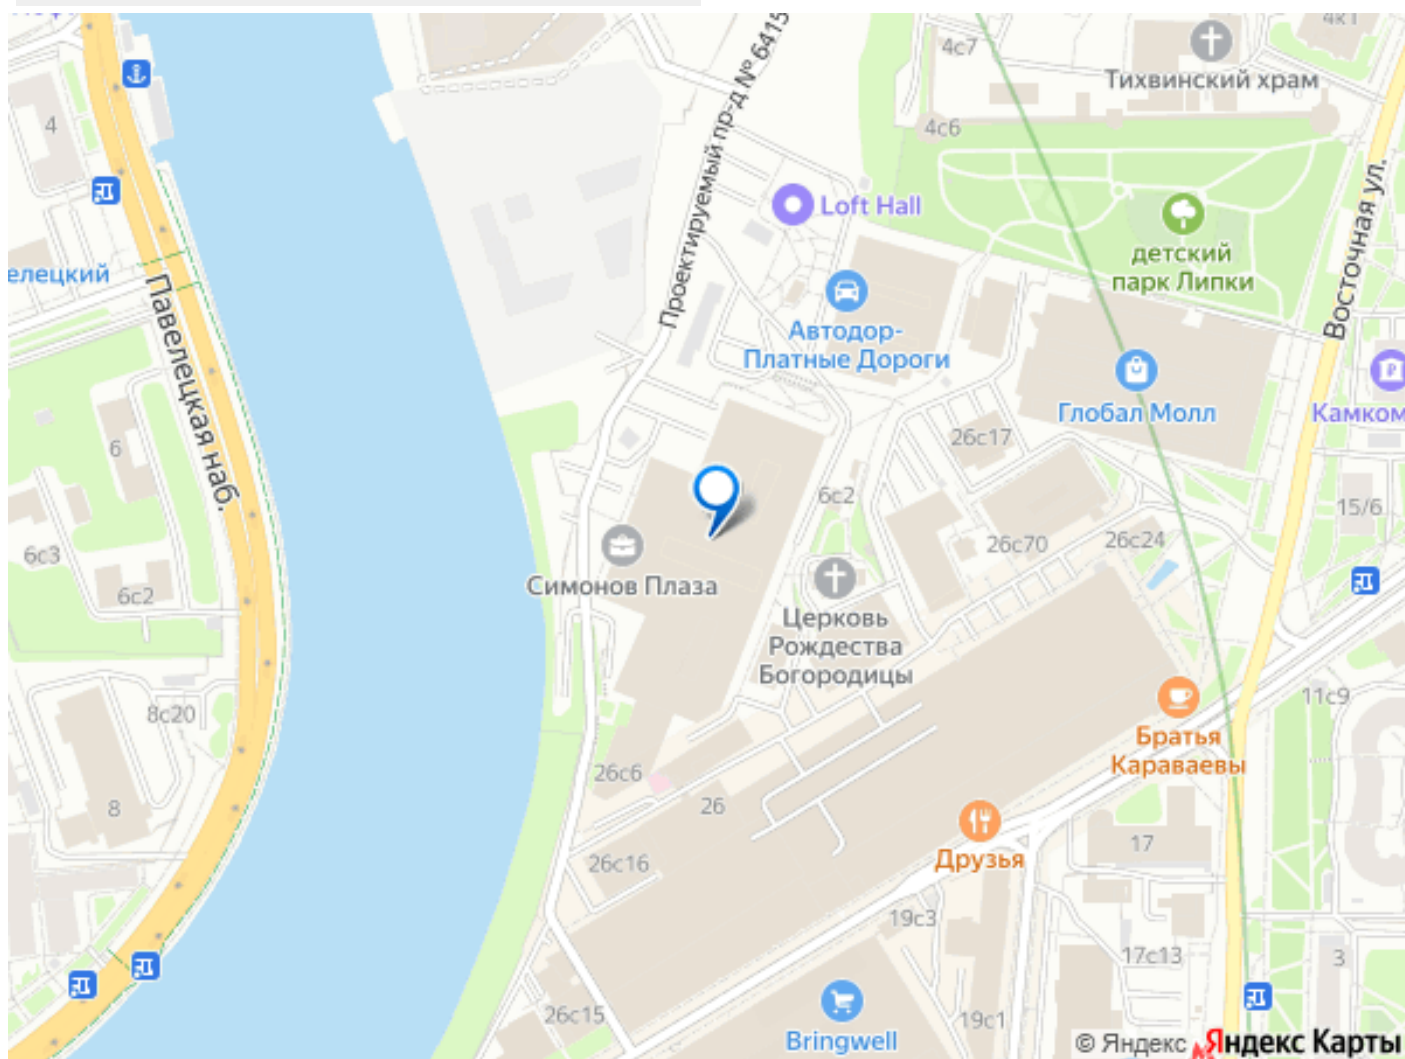 4к1
4с7
Тихвинский храм
4
4с6
Проектируемый пр-д № 6415
Восточная ул.
Loft Hall
детский
парк Липки
елецкий
Павелецкая наб.
Автодор-
Платные Дороги
Глобал Молл
Камком
6
26с17
6с2
15/6
6с3
26с70
26с24
Симонов Плаза
6с2
Церковь
Рождества
Богородицы
8с20
11с9
Братья
Караваевы
26с6
26
8
17
Друзья
26с16
19с3
17с13
3
26с15
19с1
Bringwell
© Яндекс
Яндекс Карты